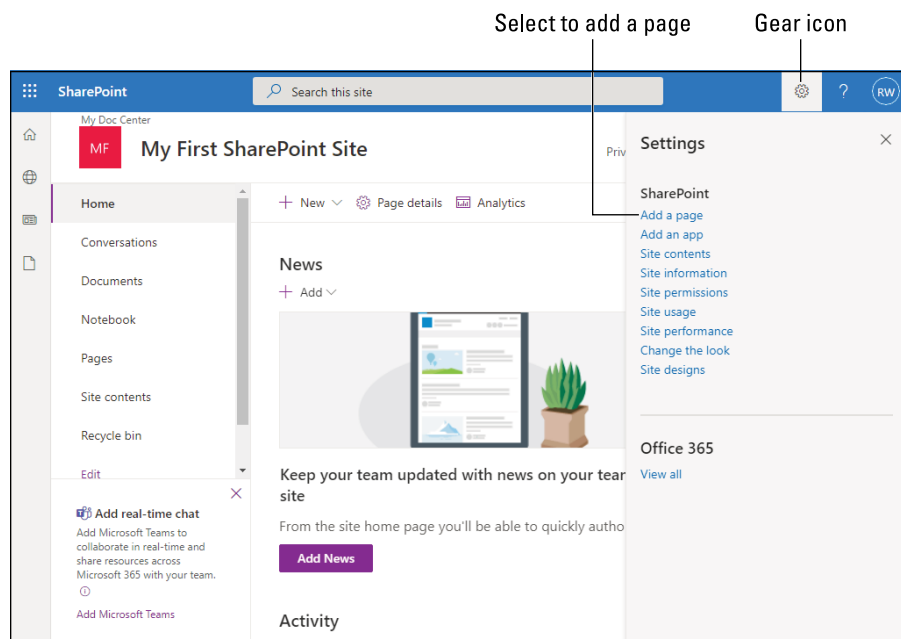 Select to add a page
Gear icon
SharePoint
Search this site
?
RW
My Doc Center
MF
My First SharePoint Site
Priv
Home
Conversations
Documents
Notebook
Pages
Site contents
Recycle bin
Edit
Add real-time chat
Add Microsoft Teams to
collaborate in real-time and
share resources across
Microsoft 365 with your team.
Add Microsoft Teams
+ New
Page details
Analytics
News
+ Add
Keep your team updated with news on your tear
site
From the site home page you'll be able to quickly autho
Add News
Activity
Settings
SharePoint
Add a page
Add an app
Site contents
Site information
Site permissions
Site usage
Site performance
Change the look
Site designs
Office 365
View all